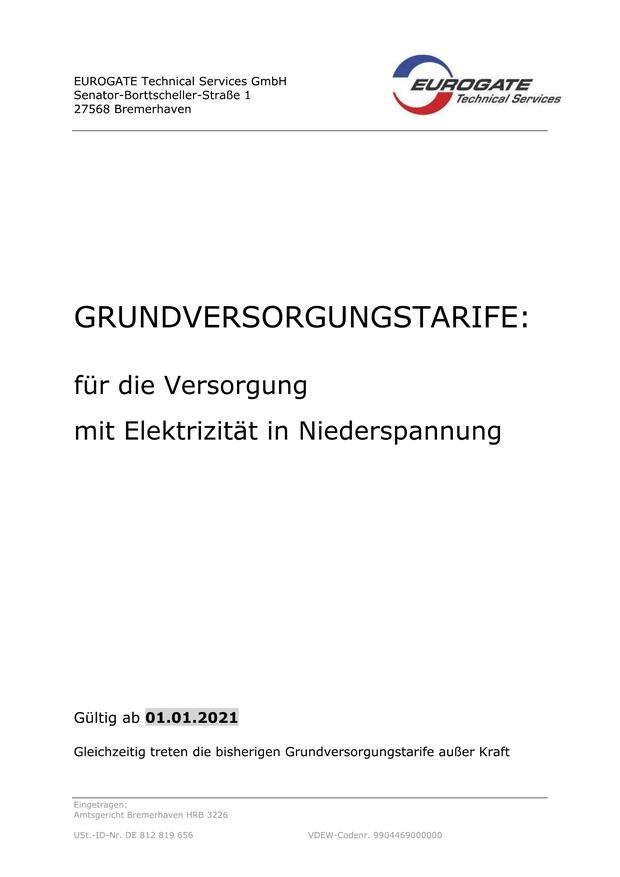 EUROGATE Technical Services GmbH
Senator-Borttscheller-Straße 1
27568 Bremerhaven
EUROGATE
Technical Services
GRUNDVERSORGUNGSTARIFE:
für die Versorgung
mit Elektrizität in Niederspannung
Gültig ab 01.01.2021
Gleichzeitig treten die bisherigen Grundversorgungstarife außer Kraft
Eingetragen:
Amtsgericht Bremerhaven HRB 3226
USt.-ID-Nr. DE 812 819 656 VDEW-Codenr. 9904469000000